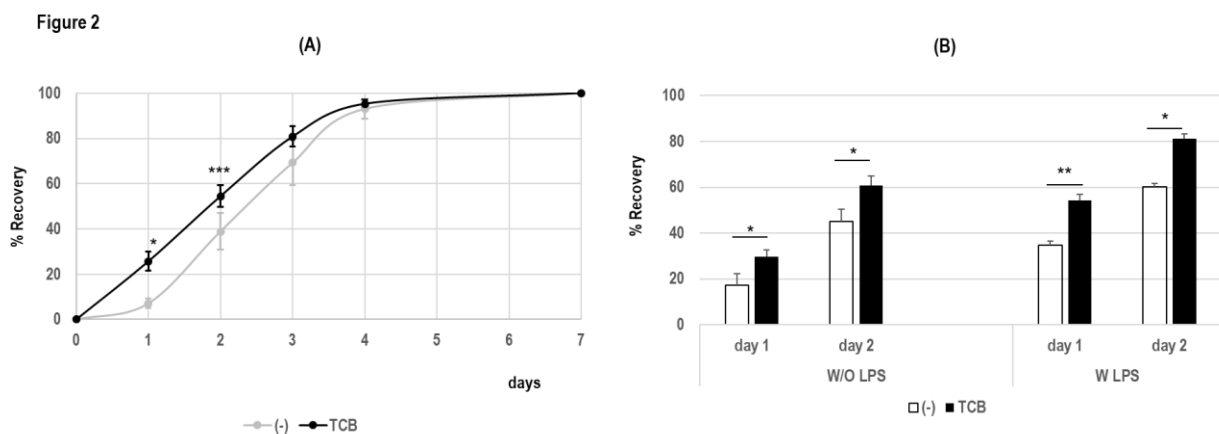 Figure 2
(A)
% Recovery
100
80
60
40
20
0
*
***
0 1 2 3 4 5 6 7
days
(-) TCB
(B)
% Recovery
100
80
60
40
20
0
*
*
**
*
day 1 day 2 day 1 day 2
W/O LPS W LPS
(-) TCB